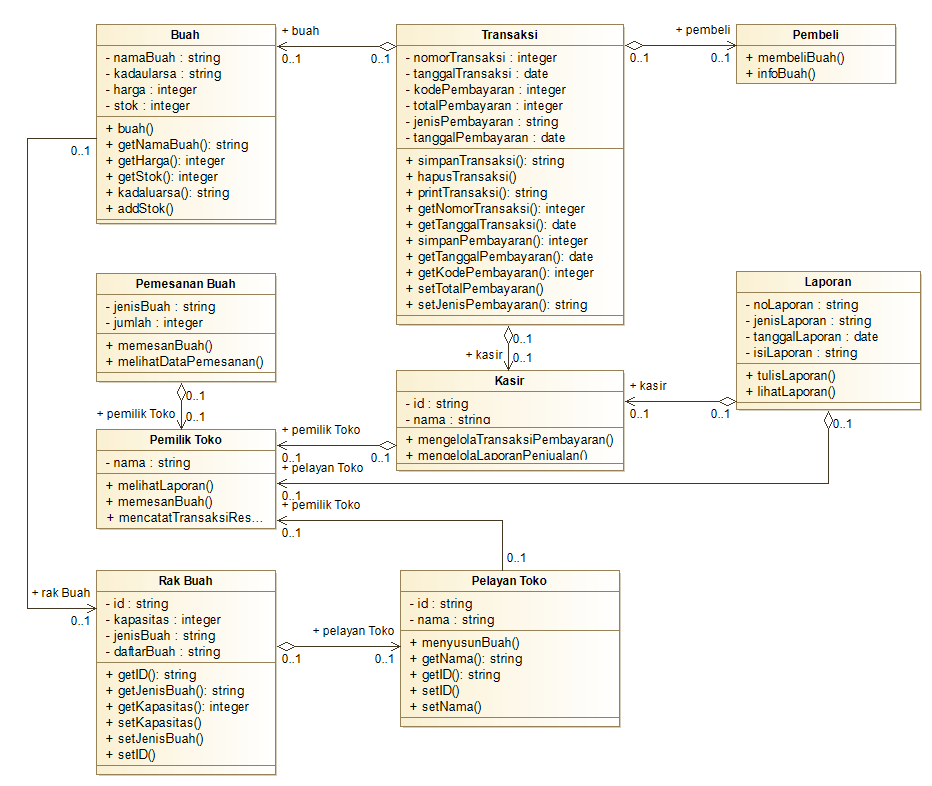 Buah
- namaBuah : string
- kadaularsa : string
- harga : integer
- stok : integer
+ buah()
+ getNamaBuah(): string
+ getHarga(): integer
+ getStok(): integer
+ kadaluarsa(): string
+ addStok()
+ buah
0..1
0..1
Transaksi
- nomorTransaksi : integer
- tanggalTransaksi : date
- kodePembayaran : integer
- totalPembayaran : integer
- jenisPembayaran : string
- tanggalPembayaran : date
+ simpanTransaksi(): string
+ hapusTransaksi()
+ printTransaksi(): string
+ getNomorTransaksi(): integer
+ getTanggalTransaksi(): date
+ simpanPembayaran(): integer
+ getTanggalPembayaran(): date
+ getKodePembayaran(): integer
+ setTotalPembayaran()
+ setJenisPembayaran(): string
+ pembeli
0..1
0..1
Pembeli
+ membeliBuah()
+ infoBuah()
0..1
Pemesanan Buah
- jenisBuah : string
- jumlah : integer
+ memesanBuah()
+ melihatDataPemesanan()
0..1
+ pemilik Toko
0..1
0..1
+ kasir
0..1
Laporan
- noLaporan : string
- jenisLaporan : string
- tanggalLaporan : date
- isiLaporan : string
+ tulisLaporan()
+ lihatLaporan()
+ kasir
0..1
0..1
0..1
Kasir
- id : string
- nama : string
+ mengelolaTransaksiPembayaran()
+ mengelolaLaporanPenjualan()
+ pemilik Toko
0..1
0..1
+ pelayan Toko
0..1
+ pemilik Toko
0..1
Pemilik Toko
- nama : string
+ melihatLaporan()
+ memesanBuah()
+ mencatatTransaksiRes...
0..1
+ rak Buah
0..1
Rak Buah
- id : string
- kapasitas : integer
- jenisBuah : string
- daftarBuah : string
+ getID(): string
+ getJenisBuah(): string
+ getKapasitas(): integer
+ setKapasitas()
+ setJenisBuah()
+ setID()
+ pelayan Toko
0..1
0..1
Pelayan Toko
- id : string
- nama : string
+ menyusunBuah()
+ getNama(): string
+ getID(): string
+ setID()
+ setNama()